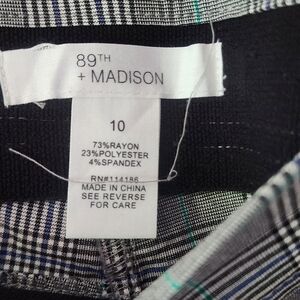 89TH
+ MADISON
10
73%RAYON
23%POLYESTER
4%SPANDEX
RN#114186
MADE IN CHINA
SEE REVERSE
FOR CARE